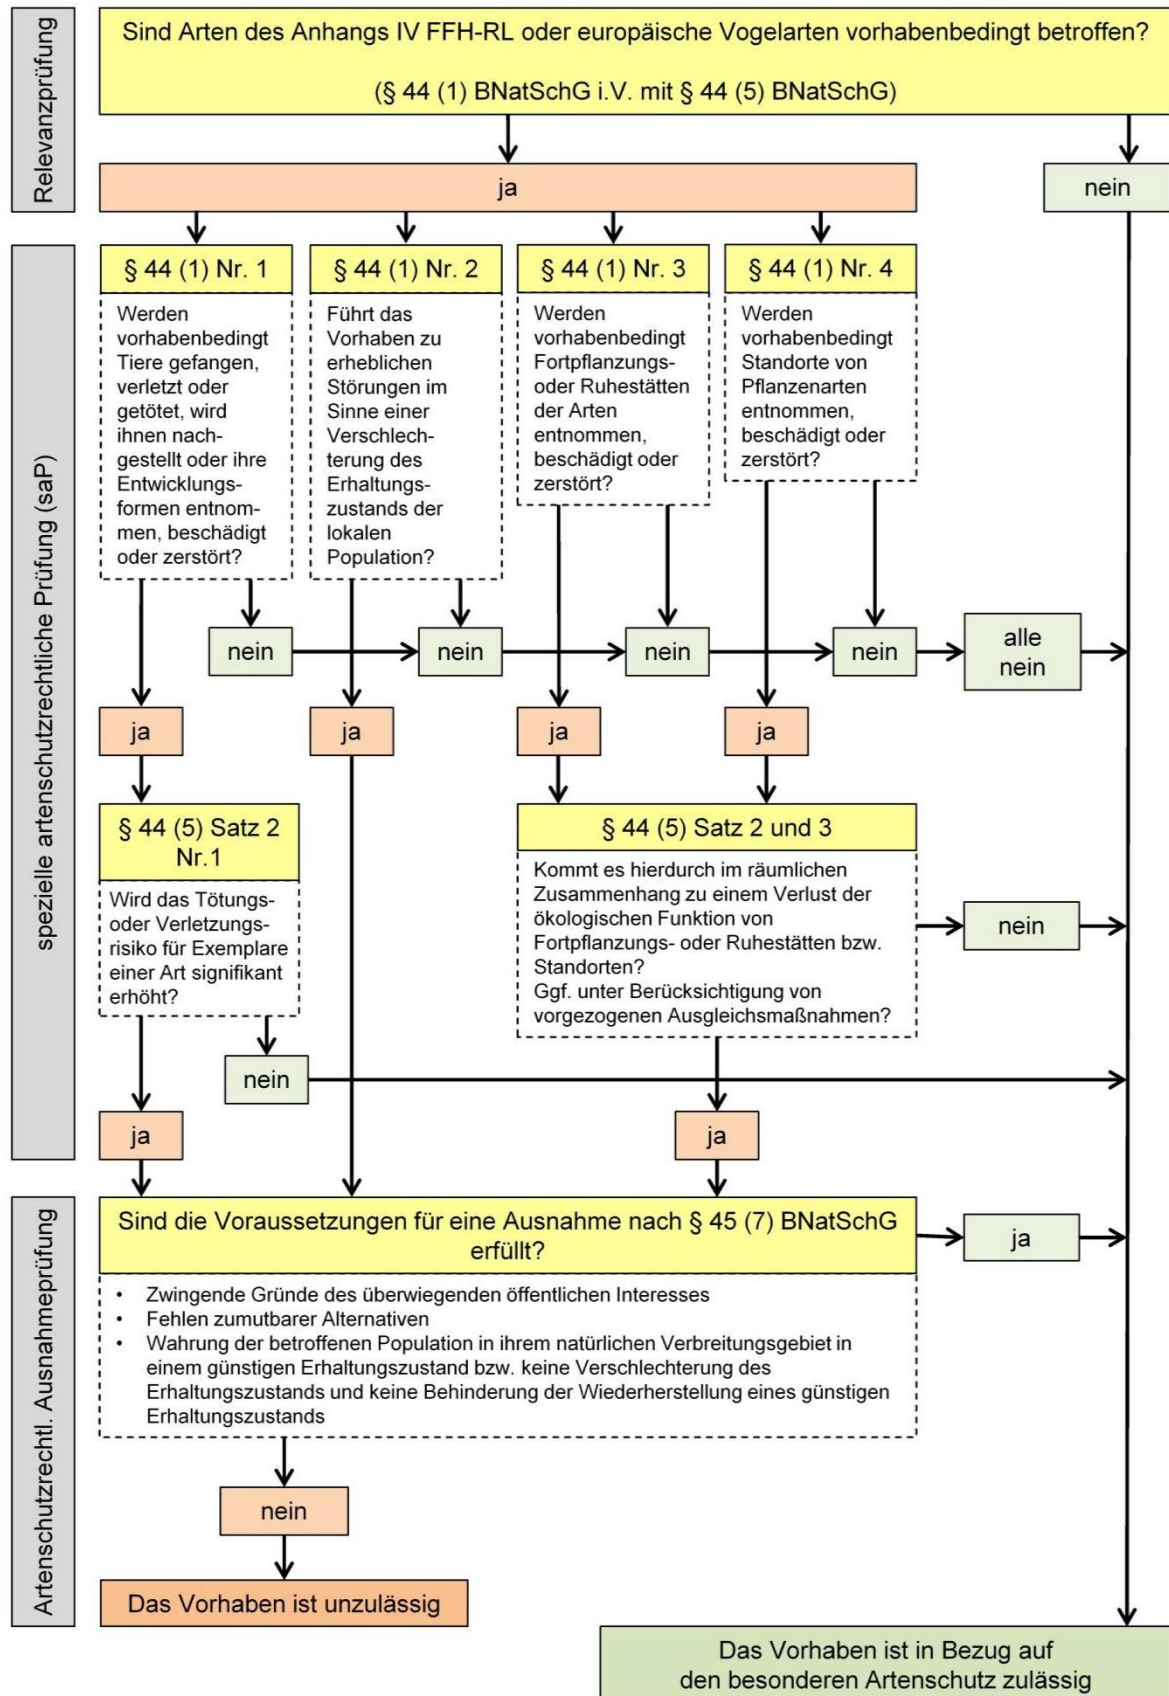 Relevanzprüfung
Sind Arten des Anhangs IV FFH-RL oder europäische Vogelarten vorhabenbedingt betroffen?
(§ 44 (1) BNatSchG i.V. mit § 44 (5) BNatSchG)
ja
nein
spezielle artenschutzrechtliche Prüfung (saP)
§ 44 (1) Nr. 1
Werden
vorhabenbedingt
Tiere gefangen,
verletzt oder
getötet, wird
ihnen nach-
gestellt oder ihre
Entwicklungs-
formen entnom-
men, beschädigt
oder zerstört?
§ 44 (1) Nr. 2
Führt das
Vorhaben zu
erheblichen
Störungen im
Sinne einer
Verschlech-
terung des
Erhaltungs-
zustands der
lokalen
Population?
§ 44 (1) Nr. 3
Werden
vorhabenbedingt
Fortpflanzungs-
oder Ruhestätten
der Arten
entnommen,
beschädigt oder
zerstört?
§ 44 (1) Nr. 4
Werden
vorhabenbedingt
Standorte von
Pflanzenarten
entnommen,
beschädigt oder
zerstört?
nein
nein
nein
nein
alle
nein
ja
ja
ja
ja
§ 44 (5) Satz 2
Nr.1
Wird das Tötungs-
oder Verletzungs-
risiko für Exemplare
einer Art signifikant
erhöht?
§ 44 (5) Satz 2 und 3
Kommt es hierdurch im räumlichen
Zusammenhang zu einem Verlust der
ökologischen Funktion von
Fortpflanzungs- oder Ruhestätten bzw.
Standorten?
Ggf. unter Berücksichtigung von
vorgezogenen Ausgleichsmaßnahmen?
nein
nein
ja
ja
Artenschutzrechtl. Ausnahmeprüfung
Sind die Voraussetzungen für eine Ausnahme nach § 45 (7) BNatSchG
erfüllt?
• Zwingende Gründe des überwiegenden öffentlichen Interesses
• Fehlen zumutbarer Alternativen
• Wahrung der betroffenen Population in ihrem natürlichen Verbreitungsgebiet in
einem günstigen Erhaltungszustand bzw. keine Verschlechterung des
Erhaltungszustands und keine Behinderung der Wiederherstellung eines günstigen
Erhaltungszustands
ja
nein
Das Vorhaben ist unzulässig
Das Vorhaben ist in Bezug auf
den besonderen Artenschutz zulässig